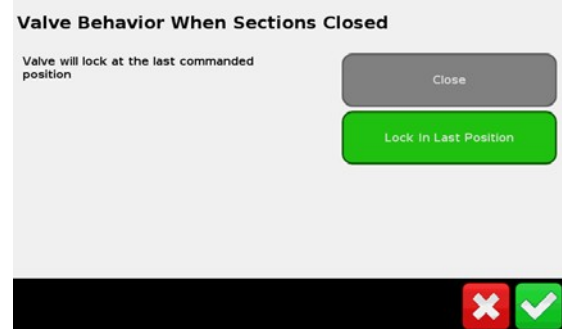 Valve Behavior When Sections Closed
Valve will lock at the last commanded
position
Close
Lock In Last Position